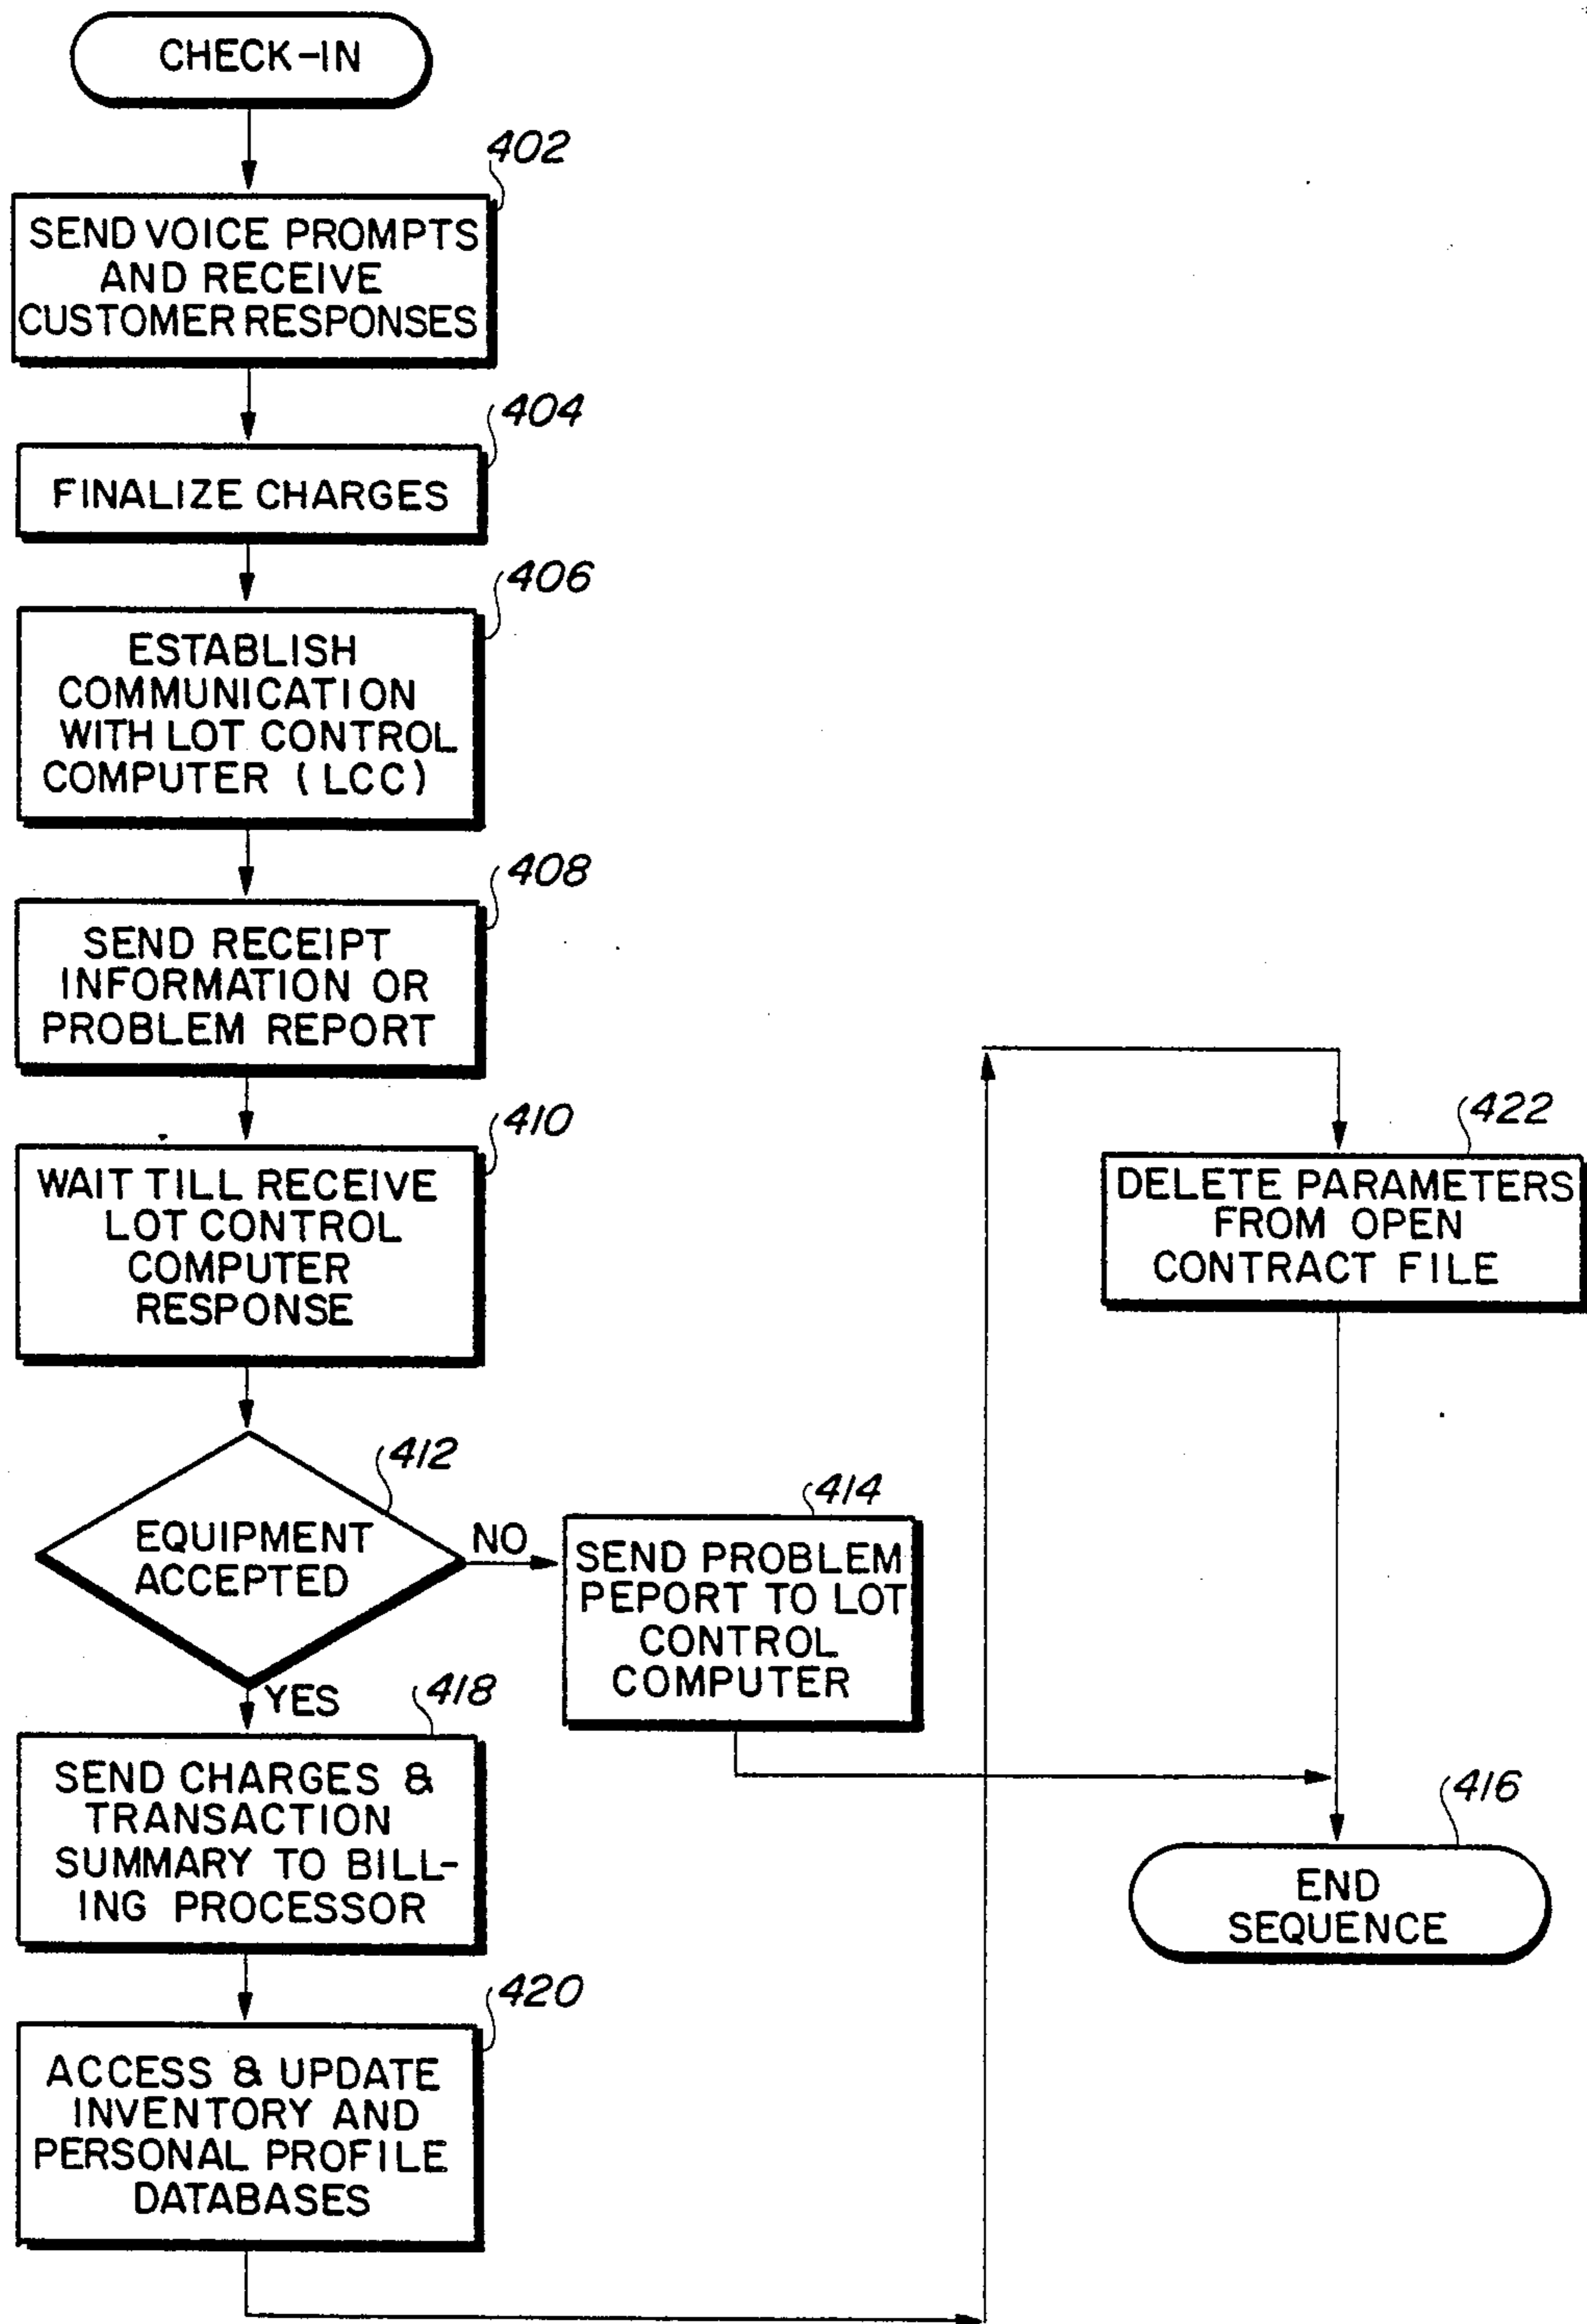 CHECK-IN
402
SEND VOICE PROMPTS
AND RECEIVE
CUSTOMER RESPONSES
404
FINALIZE CHARGES
406
ESTABLISH
COMMUNICATION
WITH LOT CONTROL
COMPUTER (LCC)
408
SEND RECEIPT
INFORMATION OR
PROBLEM REPORT
410
WAIT TILL RECEIVE
LOT CONTROL
COMPUTER
RESPONSE
412
EQUIPMENT
ACCEPTED
NO
414
SEND PROBLEM
PEPORT TO LOT
CONTROL
COMPUTER
YES
418
SEND CHARGES &
TRANSACTION
SUMMARY TO BILL-
ING PROCESSOR
420
ACCESS & UPDATE
INVENTORY AND
PERSONAL PROFILE
DATABASES
422
DELETE PARAMETERS
FROM OPEN
CONTRACT FILE
416
END
SEQUENCE